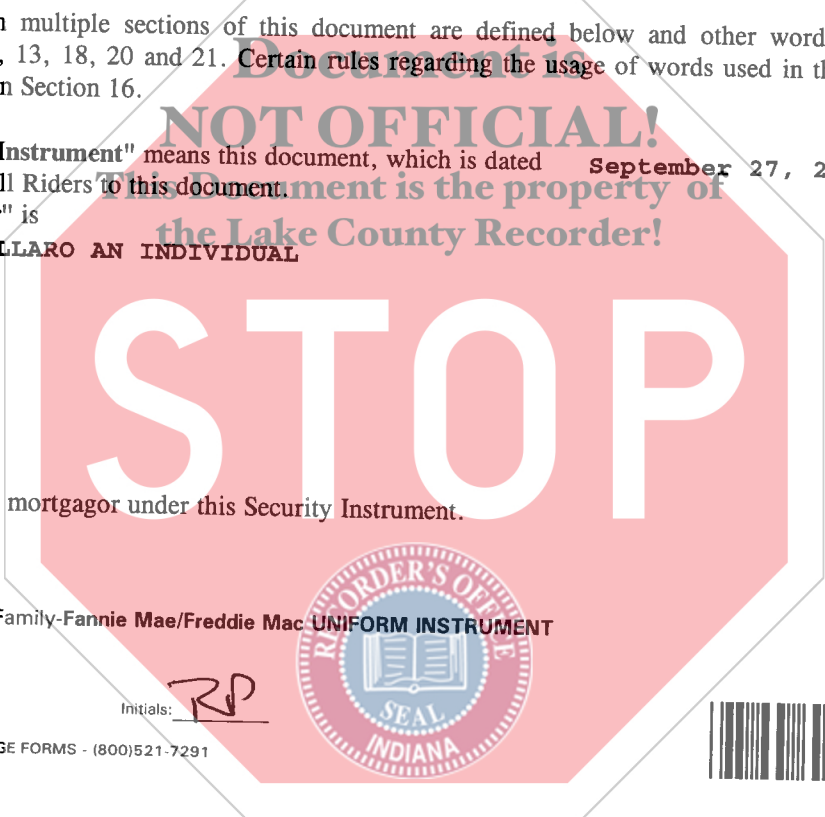 multiple sections of this document are defined below and other word
, 13, 18, 20 and 21. Certain rules regarding the usage of words used in th
n Section 16.
Document is
NOT OFFICIAL!
Instrument" means this document, which is dated September 27, 2
ll Riders to this document.
This Document is the property of
" is
the Lake County Recorder!
LLARO AN INDIVIDUAL
STOP
mortgagor under this Security Instrument.
RECORDER'S OFFICE
Family-Fannie Mae/Freddie Mac UNIFORM INSTRUMENT
Initials: RP
SEAL
INDIANA
GE FORMS - (800)521-7291